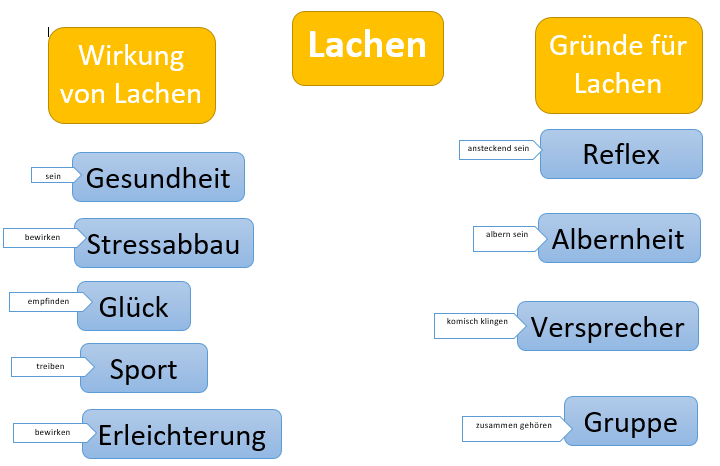 Lachen
Wirkung
von Lachen
sein
Gesundheit
bewirken
Stressabbau
empfinden
Glück
treiben
Sport
bewirken
Erleichterung
Gründe für
Lachen
ansteckend sein
Reflex
albern sein
Albernheit
komisch klingen
Versprecher
zusammen gehören
Gruppe